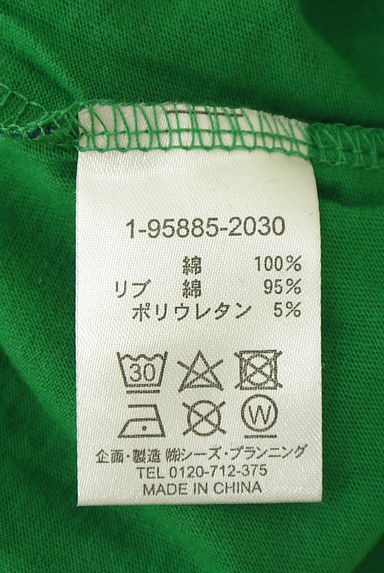 1-95885-2030
綿 100%
リブ 綿 95%
ポリウレタン 5%
30
W
企画・製造 ㈱シーズ・プランニング
TEL 0120-712-375
MADE IN CHINA